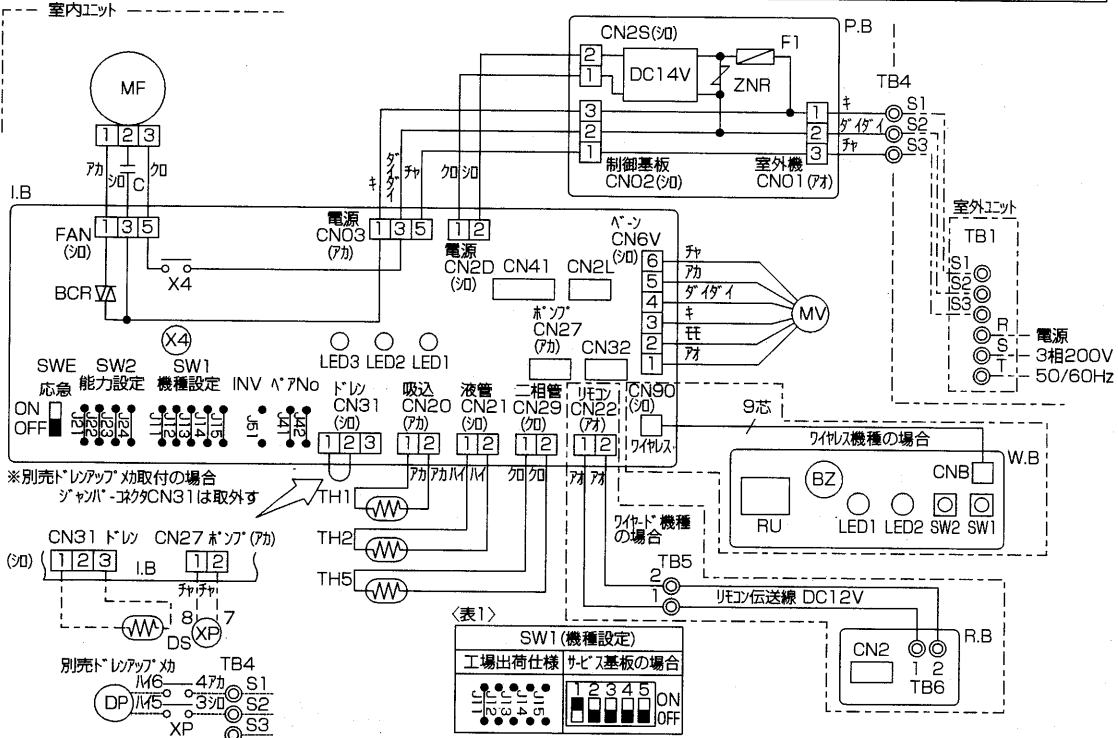 室内ユニット
MF
1 2 3
アカ シロ C クロ
I.B
FAN (シロ)
1 3 5
X4
BCR
X4
電源 CN03 (アカ)
1 3 5
キ ダイダイ チャ
クロ シロ
1 2
電源 CN2D (シロ)
CN41
CN2L
P.B
CN2S(シロ)
2
1
DC14V
F1
ZNR
3
2
1
制御基板 CN02(シロ)
1
2
3
室外機 CN01(アオ)
TB4
キ S1
ダイダイ S2
チャ S3
室外ユニット
TB1
S1
S2
S3
R
S
T
電源
3相200V
50/60Hz
ベーン CN6V (シロ)
6 チャ
5 アカ
4 ダイダイ
3 キ
2 モモ
1 アオ
MV
LED3 LED2 LED1
ポンプ CN27 (アカ)
CN32
SWE 応急
ON
OFF
SW2 能力設定
J21 J22 J23 J24
SW1 機種設定
J11 J12 J13 J14 J15
INV
J51
ペアNo
J41 J42
ドレン CN31 (シロ)
1 2 3
吸込 CN20 (アカ)
1 2
液管 CN21 (シロ)
1 2
二相管 CN29 (クロ)
1 2
リモコン CN22 (アオ)
1 2
CN90 (シロ)
ワイヤレス
9芯
アカ アカ ハイ ハイ クロ クロ アオ アオ
TH1
TH2
TH5
ワイヤレス機種の場合
W.B
CNB
BZ
RU
LED1 LED2 SW2 SW1
※別売ドレンアップメカ取付の場合
ジャンパーコネクタCN31は取外す
CN31 ドレン
(シロ)
1 2 3
CN27 ポンプ(アカ)
1 2
I.B
チャ チャ
8 XP 7
DS
別売ドレンアップメカ
TB4
DP
ハイ6 4アカ S1
ハイ5 3シロ S2
XP S3
ワイヤード機種
の場合
TB5
2
1
リモコン伝送線 DC12V
R.B
CN2
1 2
TB6
〈表1〉
SW1(機種設定)
工場出荷仕様 サービス基板の場合
J11 J12 J13 J14 J15
1 2 3 4 5
ON
OFF